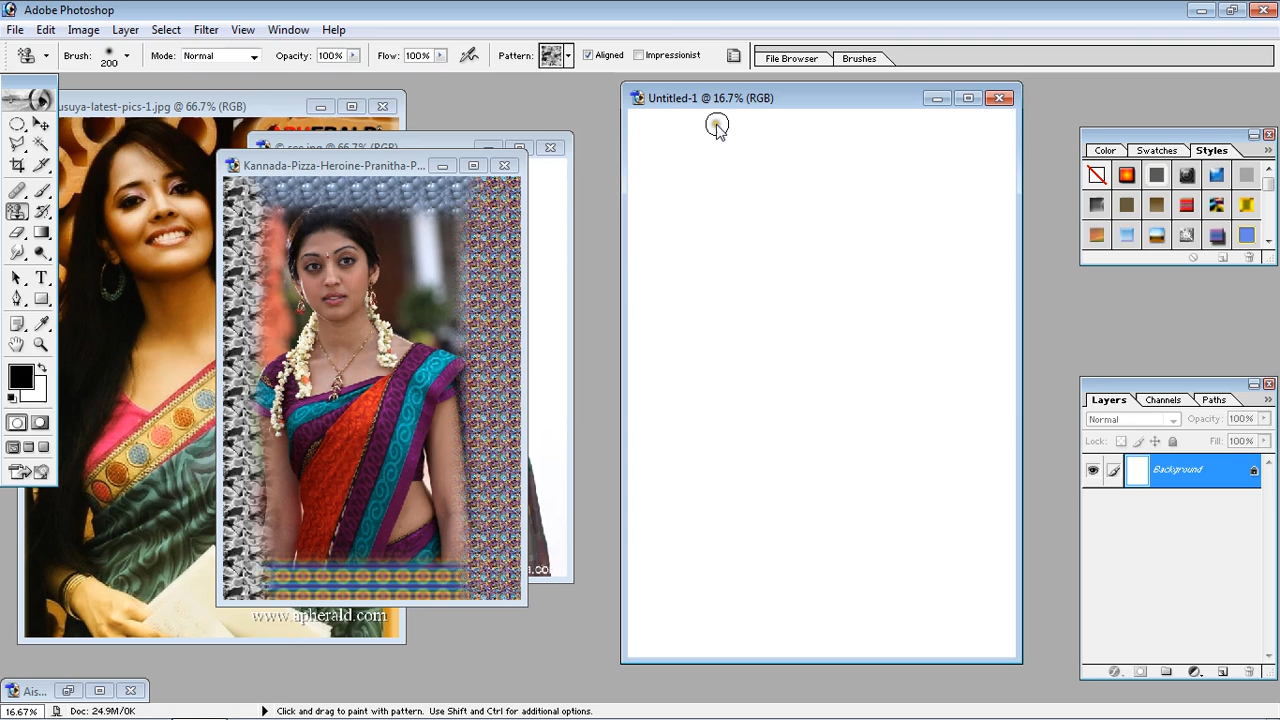 Adobe Photoshop
File Edit Image Layer Select Filter View Window Help
Brush: 200 Mode: Normal Opacity: 100% Flow: 100% Pattern: Aligned Impressionist File Browser Brushes
usuya-latest-pics-1.jpg @ 66.7% (RGB)
@ 66.7% (RGB)
Kannada-Pizza-Heroine-Pranitha-P...
Untitled-1 @ 16.7% (RGB)
Color Swatches Styles
Layers Channels Paths
Normal Opacity: 100%
Lock: Fill: 100%
Background
www.apherald.com
Ais...
16.67% Doc: 24.9M/0K Click and drag to paint with pattern. Use Shift and Ctrl for additional options.